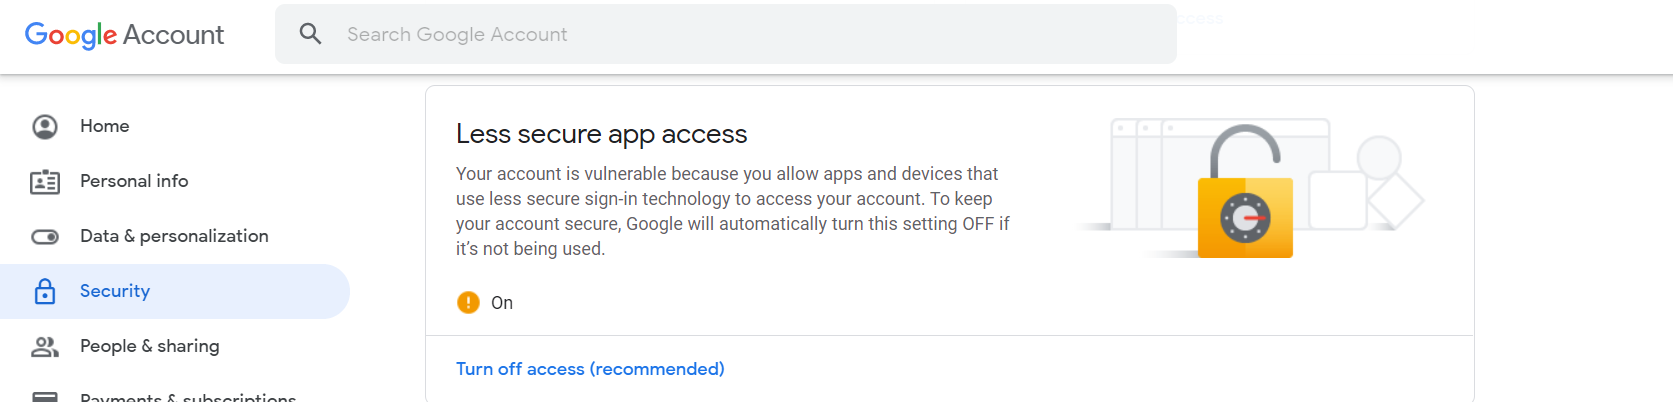 Google Account
Search Google Account
Home
Personal info
Data & personalization
Security
People & sharing
Payments & subscriptions
Less secure app access
Your account is vulnerable because you allow apps and devices that
use less secure sign-in technology to access your account. To keep
your account secure, Google will automatically turn this setting OFF if
it's not being used.
On
Turn off access (recommended)